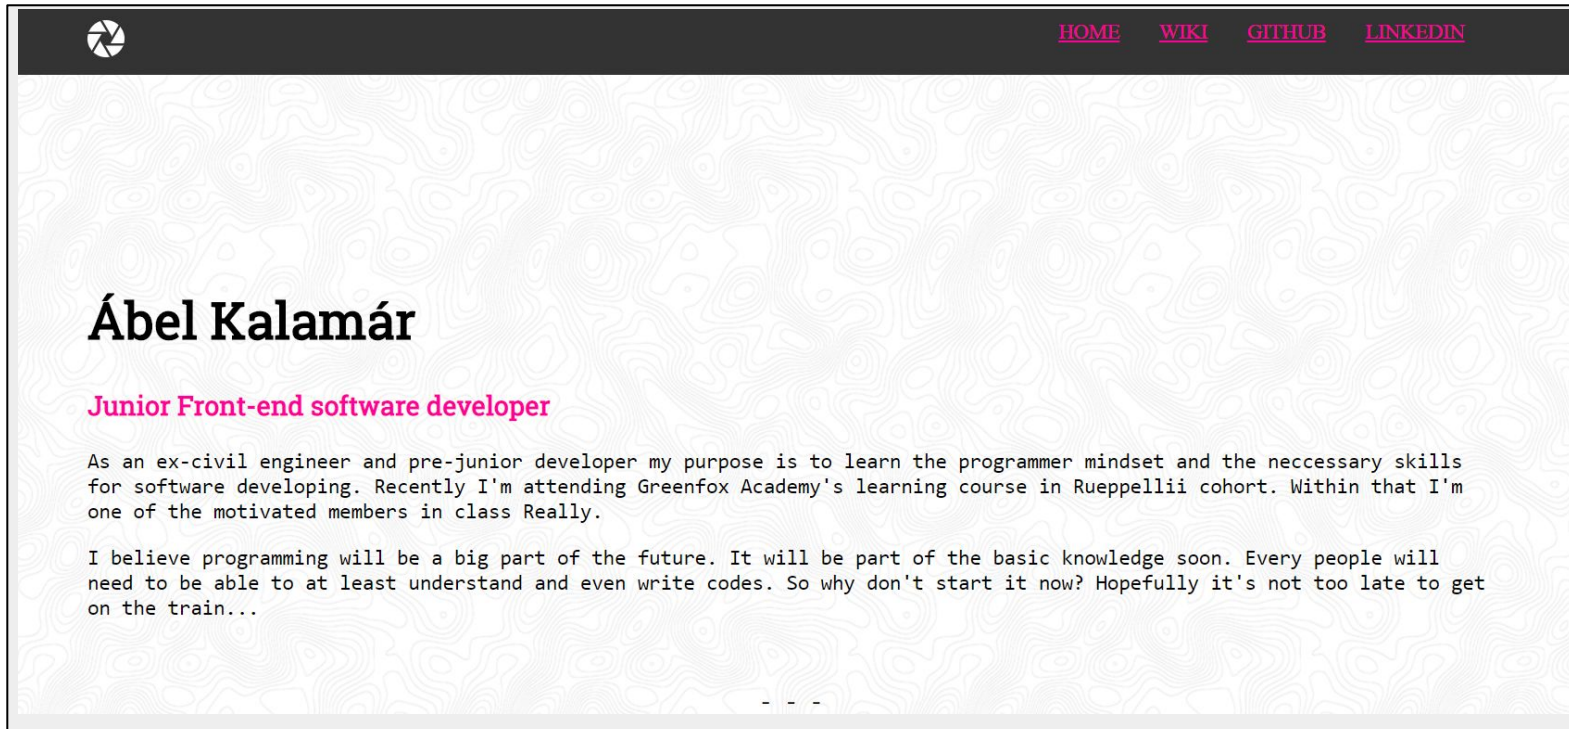 HOME WIKI GITHUB LINKEDIN
Ábel Kalamár
Junior Front-end software developer
As an ex-civil engineer and pre-junior developer my purpose is to learn the programmer mindset and the neccessary skills
for software developing. Recently I'm attending Greenfox Academy's learning course in Rueppellii cohort. Within that I'm
one of the motivated members in class Really.
I believe programming will be a big part of the future. It will be part of the basic knowledge soon. Every people will
need to be able to at least understand and even write codes. So why don't start it now? Hopefully it's not too late to get
on the train...
- - -